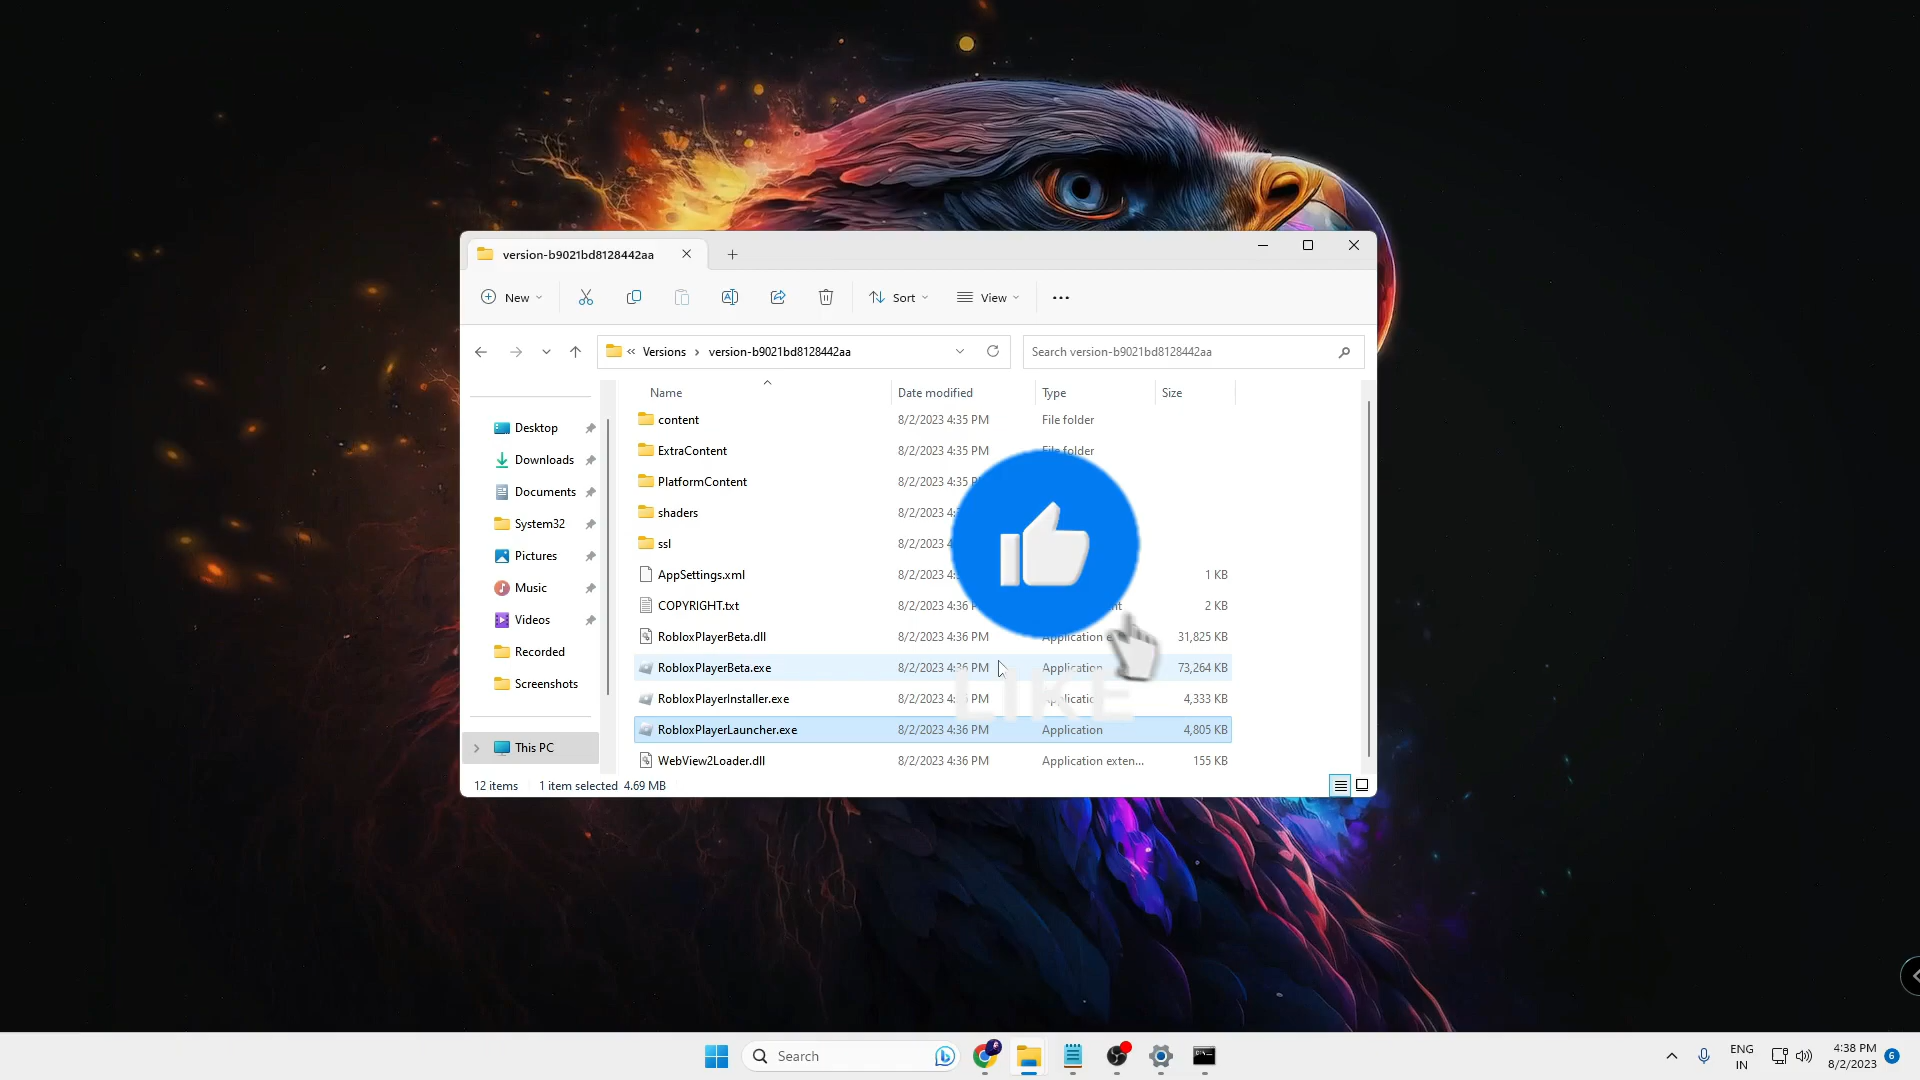 version-b9021bd8128442aa
New
Sort
View
Versions
version-b9021bd8128442aa
Search version-b9021bd8128442aa
Name
Date modified
Type
Size
Desktop
Downloads
Documents
System32
Pictures
Music
Videos
Recorded
Screenshots
This PC
content 8/2/2023 4:35 PM File folder
ExtraContent 8/2/2023 4:35 PM File folder
PlatformContent 8/2/2023 4:35
shaders 8/2/2023
ssl 8/2/2023
AppSettings.xml 8/2/2023 1 KB
COPYRIGHT.txt 8/2/2023 4:36 2 KB
RobloxPlayerBeta.dll 8/2/2023 4:36 PM Application 31,825 KB
RobloxPlayerBeta.exe 8/2/2023 4:36 PM Application 73,264 KB
RobloxPlayerInstaller.exe 8/2/2023 PM 4,333 KB
LIKE
RobloxPlayerLauncher.exe 8/2/2023 4:36 PM Application 4,805 KB
WebView2Loader.dll 8/2/2023 4:36 PM Application exten... 155 KB
12 items 1 item selected 4.69 MB
Search
ENG
IN
4:38 PM
8/2/2023
6